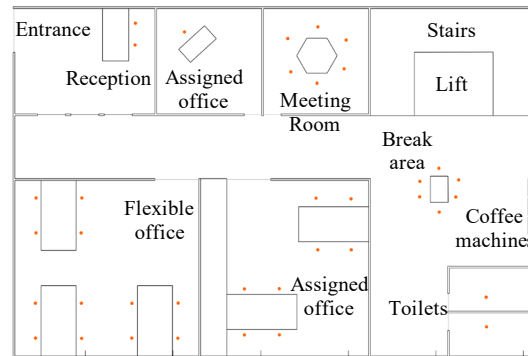 Entrance
Reception
Assigned
office
Meeting
Room
Stairs
Lift
Break
area
Coffee
machines
Flexible
office
Assigned
office
Toilets